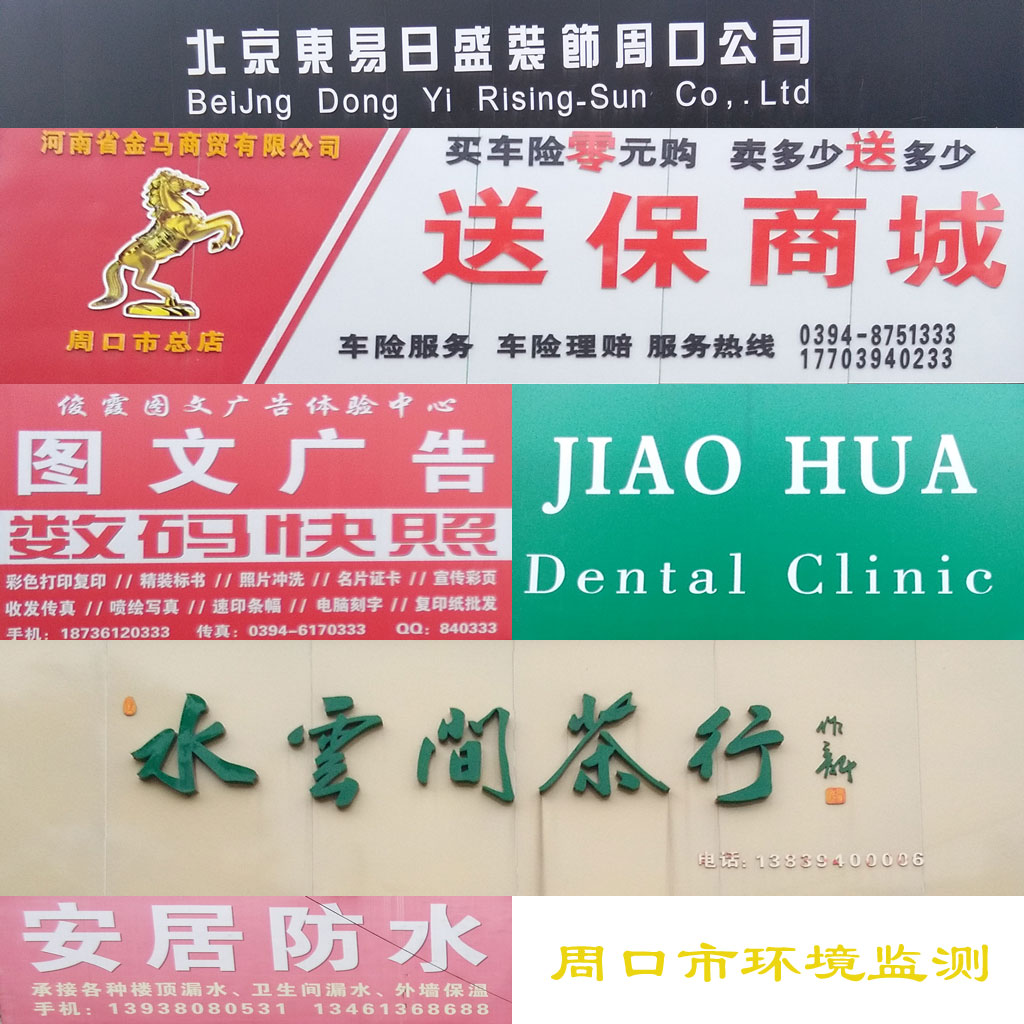 北京東易日盛裝飾周口公司
BeiJng Dong Yi Rising-Sun Co,.Ltd
河南省金马商贸有限公司
周口市总店
买车险零元购 卖多少送多少
送保商城
车险服务 车险理赔 服务热线 0394-8751333
17703940233
俊霞图文广告体验中心
图文广告
数码快照
彩色打印复印 // 精装标书 // 照片冲洗 // 名片证卡 // 宣传彩页
收发传真 // 喷绘写真 // 速印条幅 // 电脑刻字 // 复印纸批发
手机: 18736120333 传真: 0394-6170333 QQ: 840333
JIAO HUA
Dental Clinic
水雲間茶行
电话: 13839400006
安居防水
承接各种楼顶漏水、卫生间漏水、外墙保温
手机: 13938080531 13461368688
周口市环境监测